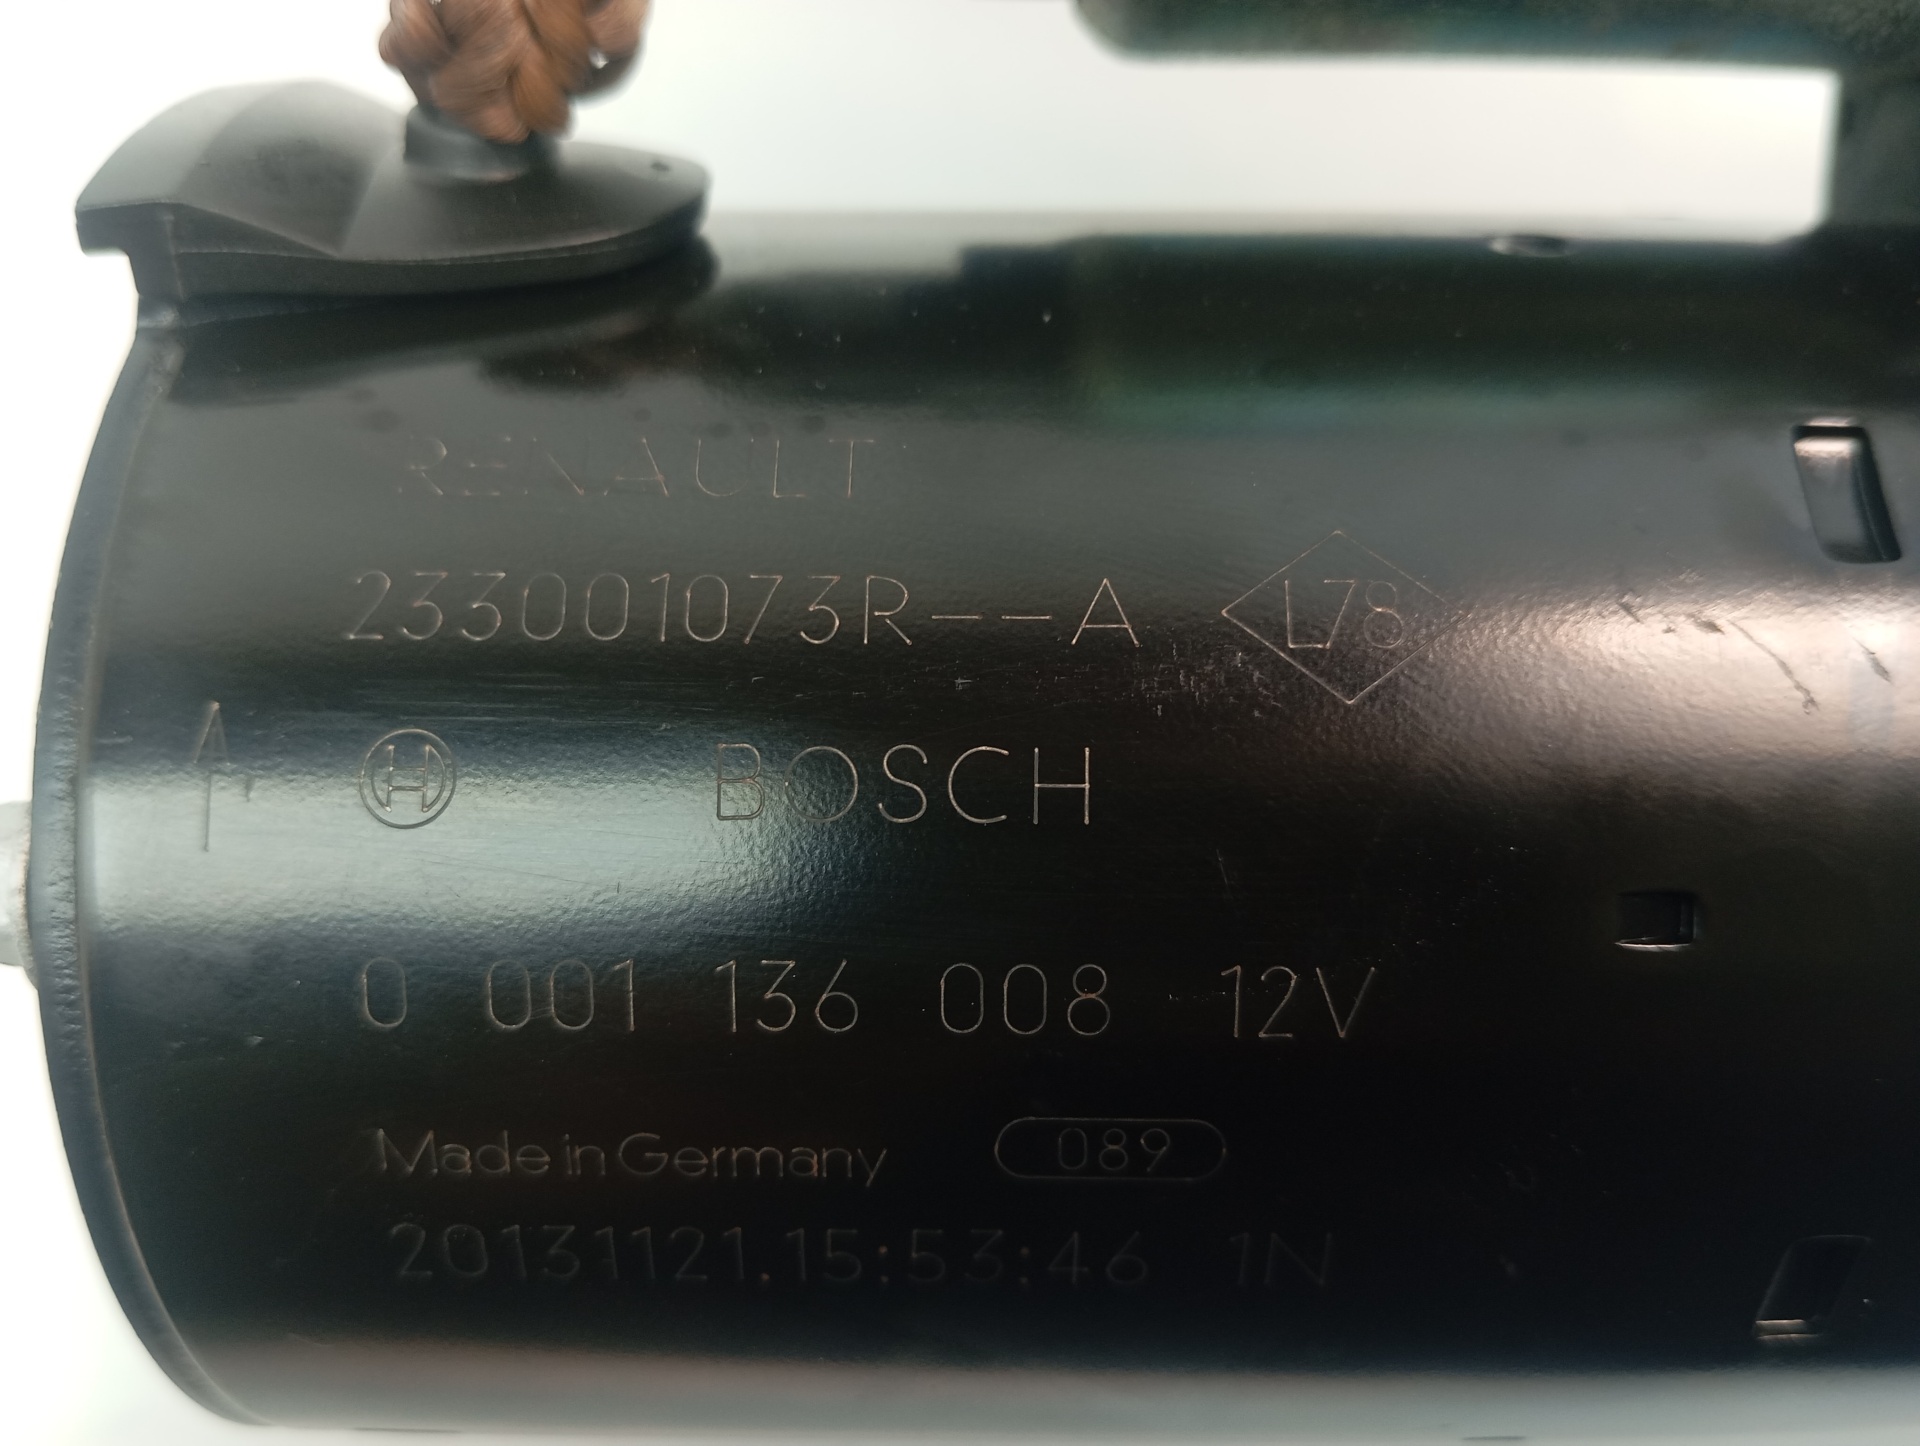 RENAULT
233001073R--A L78
BOSCH
0 001 136 008 12V
Made in Germany 089
20131121.15:53:46 1N